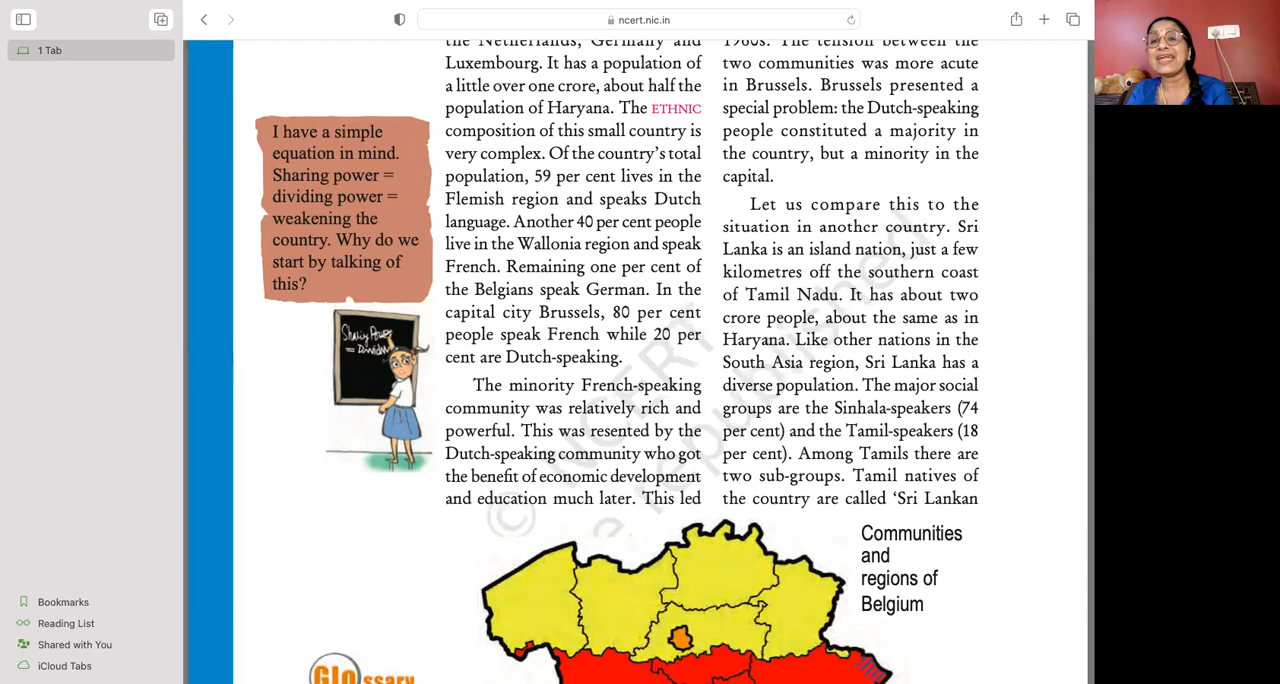 1 Tab
ncert.nic.in
Bookmarks
Reading List
Shared with You
iCloud Tabs
I have a simple
equation in mind.
Sharing power =
dividing power =
weakening the
country. Why do we
start by talking of
this?
Sharing Power
= Dividin
the Netherlands, Germany and
Luxembourg. It has a population of
a little over one crore, about half the
population of Haryana. The ETHNIC
composition of this small country is
very complex. Of the country's total
population, 59 per cent lives in the
Flemish region and speaks Dutch
language. Another 40 per cent people
live in the Wallonia region and speak
French. Remaining one per cent of
the Belgians speak German. In the
capital city Brussels, 80 per cent
people speak French while 20 per
cent are Dutch-speaking.
The minority French-speaking
community was relatively rich and
powerful. This was resented by the
Dutch-speaking community who got
the benefit of economic development
and education much later. This led
1960s. The tension between the
two communities was more acute
in Brussels. Brussels presented a
special problem: the Dutch-speaking
people constituted a majority in
the country, but a minority in the
capital.
Let us compare this to the
situation in another country. Sri
Lanka is an island nation, just a few
kilometres off the southern coast
of Tamil Nadu. It has about two
crore people, about the same as in
Haryana. Like other nations in the
South Asia region, Sri Lanka has a
diverse population. The major social
groups are the Sinhala-speakers (74
per cent) and the Tamil-speakers (18
per cent). Among Tamils there are
two sub-groups. Tamil natives of
the country are called ‘Sri Lankan
© NCERT
be republished
Communities
and
regions of
Belgium
Glossary